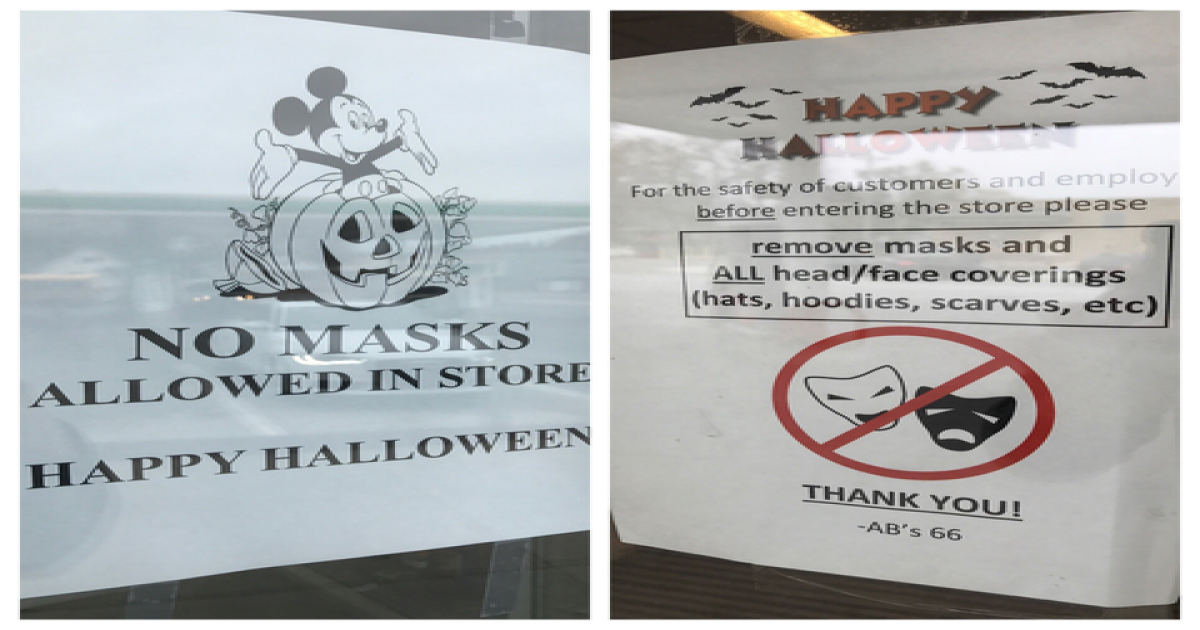 NO MASKS
ALLOWED IN STORE
HAPPY HALLOWEEN
HAPPY
HALLOWEEN
For the safety of customers and employ
before entering the store please
remove masks and
ALL head/face coverings
(hats, hoodies, scarves, etc)
THANK YOU!
-AB's 66